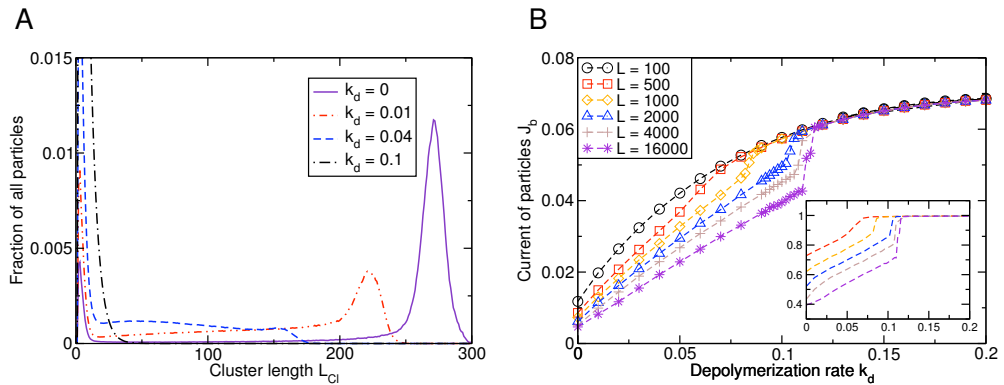 A
Fraction of all particles
0.015
0.01
0.005
0
k_d = 0
k_d = 0.01
k_d = 0.04
k_d = 0.1
0 100 200 300
Cluster length L_Cl
B
Current of particles J_b
0.08
0.06
0.04
0.02
0
L = 100
L = 500
L = 1000
L = 2000
L = 4000
L = 16000
1
0.8
0.6
0.4
0 0.05 0.1 0.15 0.2
0 0.05 0.1 0.15 0.2
Depolymerization rate k_d